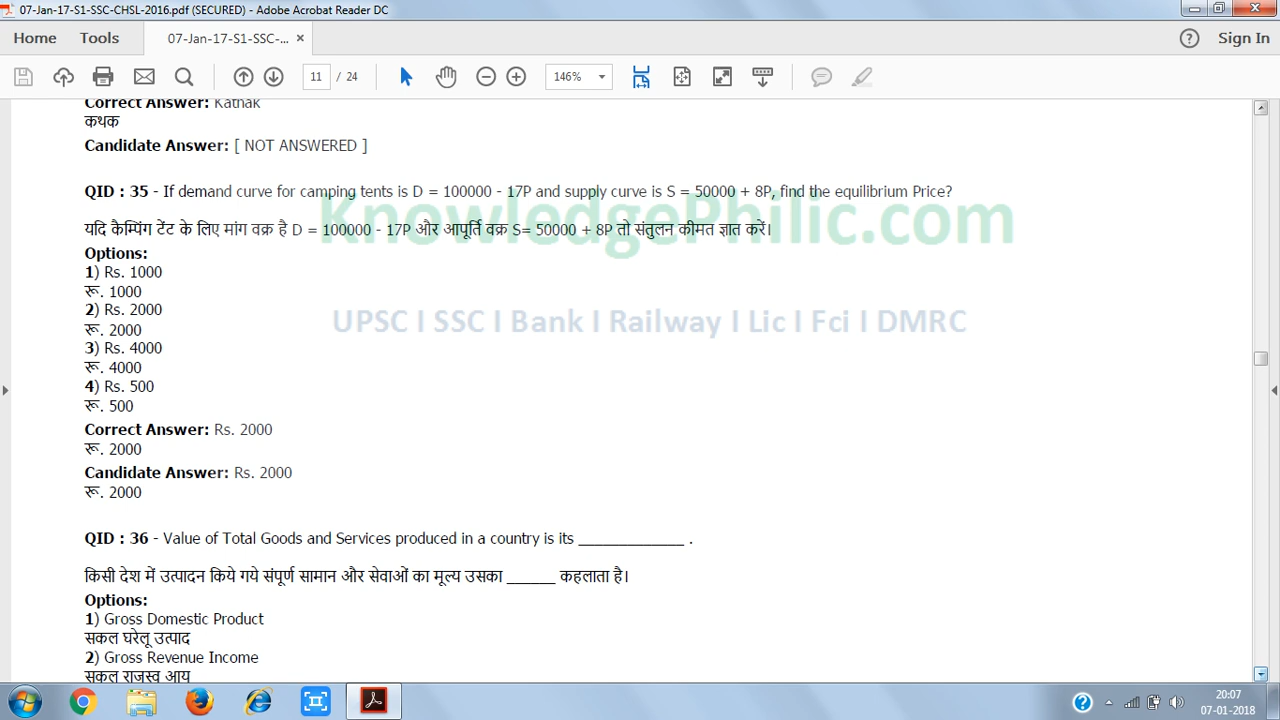 07-Jan-17-S1-SSC-CHSL-2016.pdf (SECURED) - Adobe Acrobat Reader DC
Home Tools 07-Jan-17-S1-SSC-... × ? Sign In
11 / 24 146%
Correct Answer: Kathak
कथक
Candidate Answer: [ NOT ANSWERED ]
QID : 35 - If demand curve for camping tents is D = 100000 - 17P and supply curve is S = 50000 + 8P, find the equilibrium Price?
KnowledgePhilic.com
यदि कैम्पिंग टेंट के लिए मांग वक्र है D = 100000 - 17P और आपूर्ति वक्र S= 50000 + 8P तो संतुलन कीमत ज्ञात करें।
Options:
1) Rs. 1000
रू. 1000
2) Rs. 2000
UPSC I SSC I Bank I Railway I Lic I Fci I DMRC
रू. 2000
3) Rs. 4000
रू. 4000
4) Rs. 500
रू. 500
Correct Answer: Rs. 2000
रू. 2000
Candidate Answer: Rs. 2000
रू. 2000
QID : 36 - Value of Total Goods and Services produced in a country is its _____________ .
किसी देश में उत्पादन किये गये संपूर्ण सामान और सेवाओं का मूल्य उसका ______ कहलाता है।
Options:
1) Gross Domestic Product
सकल घरेलू उत्पाद
2) Gross Revenue Income
सकल राजस्व आय
20:07
07-01-2018